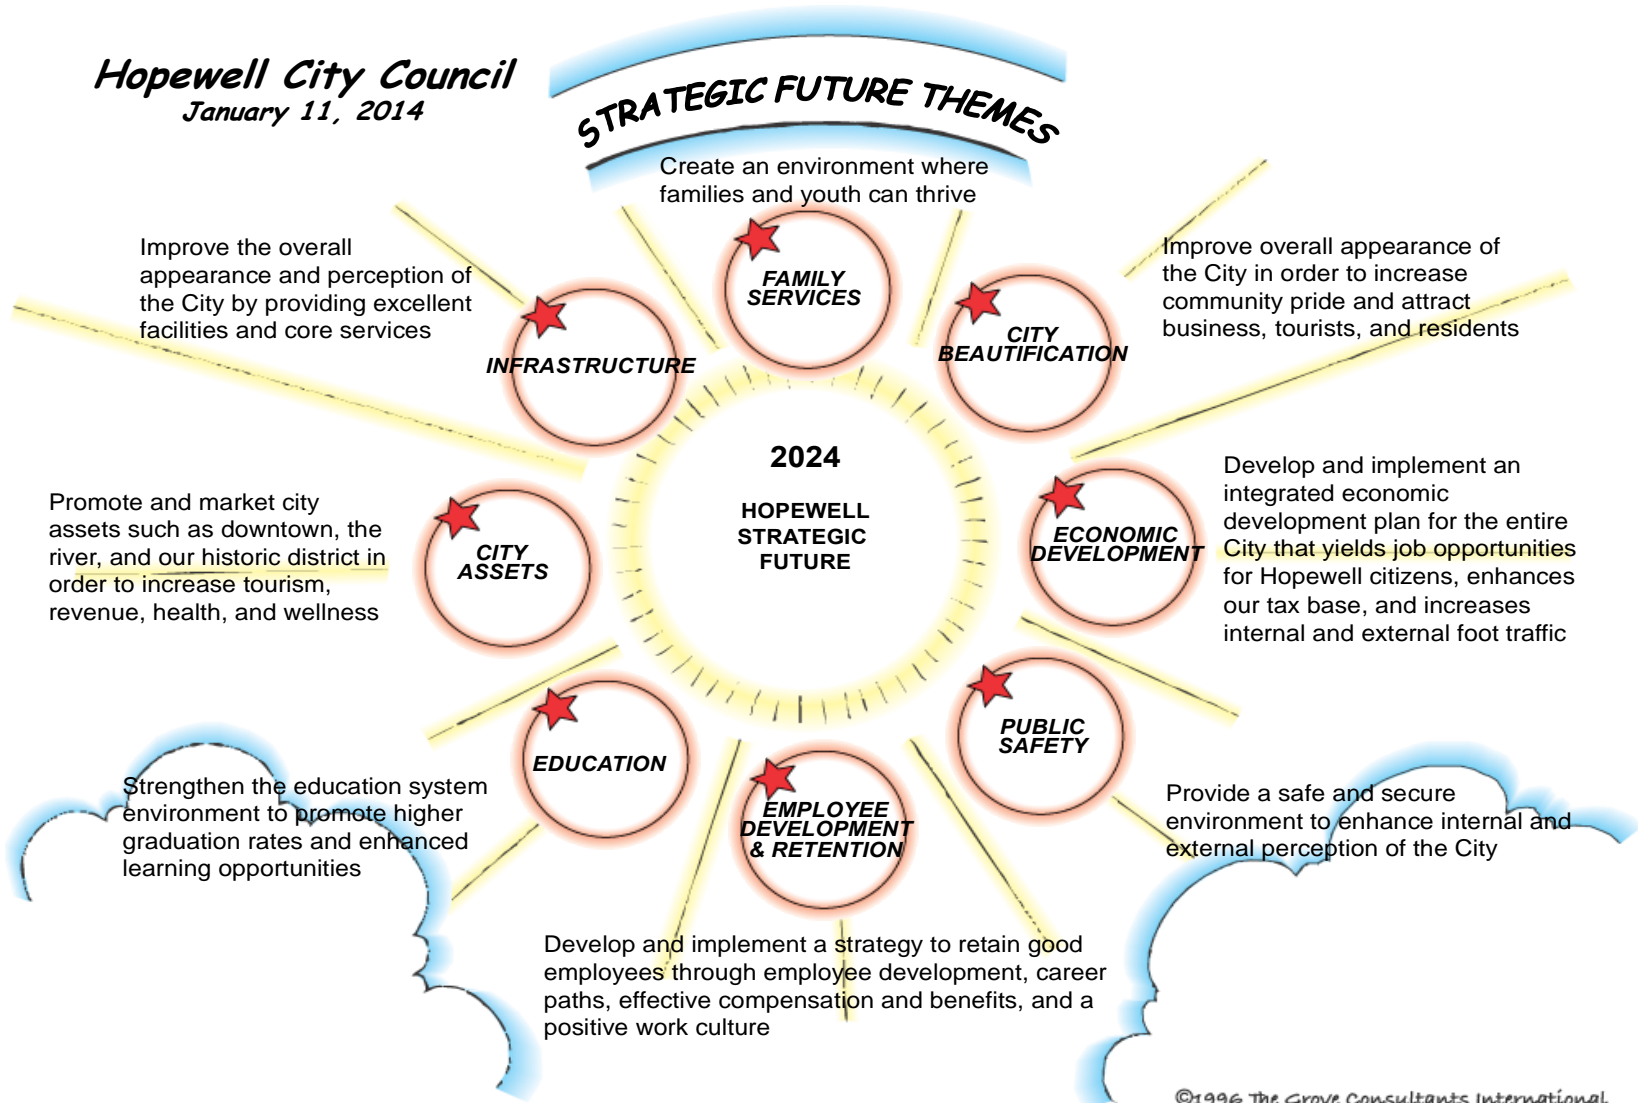 Hopewell City Council
January 11, 2014
STRATEGIC FUTURE THEMES
Create an environment where
families and youth can thrive
FAMILY
SERVICES
Improve the overall
appearance and perception of
the City by providing excellent
facilities and core services
INFRASTRUCTURE
Improve overall appearance of
the City in order to increase
community pride and attract
business, tourists, and residents
CITY
BEAUTIFICATION
2024
HOPEWELL
STRATEGIC
FUTURE
Promote and market city
assets such as downtown, the
river, and our historic district in
order to increase tourism,
revenue, health, and wellness
CITY
ASSETS
Develop and implement an
integrated economic
development plan for the entire
City that yields job opportunities
for Hopewell citizens, enhances
our tax base, and increases
internal and external foot traffic
ECONOMIC
DEVELOPMENT
Strengthen the education system
environment to promote higher
graduation rates and enhanced
learning opportunities
EDUCATION
PUBLIC
SAFETY
Provide a safe and secure
environment to enhance internal and
external perception of the City
EMPLOYEE
DEVELOPMENT
& RETENTION
Develop and implement a strategy to retain good
employees through employee development, career
paths, effective compensation and benefits, and a
positive work culture
©1996 The Grove Consultants International